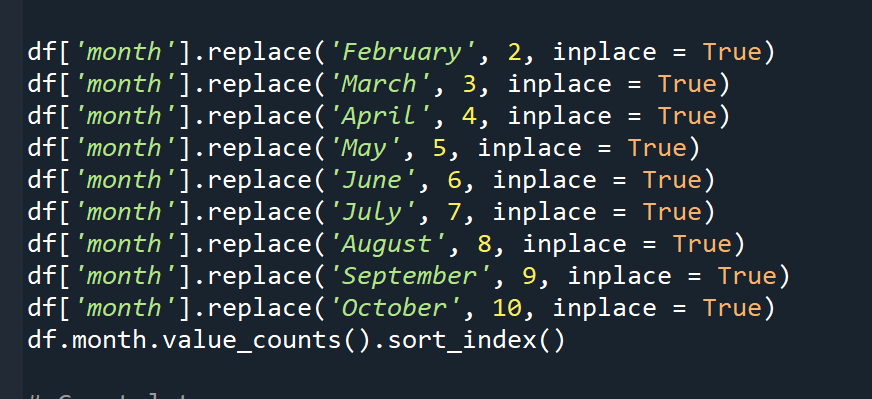 df['month'].replace('February', 2, inplace = True)
df['month'].replace('March', 3, inplace = True)
df['month'].replace('April', 4, inplace = True)
df['month'].replace('May', 5, inplace = True)
df['month'].replace('June', 6, inplace = True)
df['month'].replace('July', 7, inplace = True)
df['month'].replace('August', 8, inplace = True)
df['month'].replace('September', 9, inplace = True)
df['month'].replace('October', 10, inplace = True)
df.month.value_counts().sort_index()